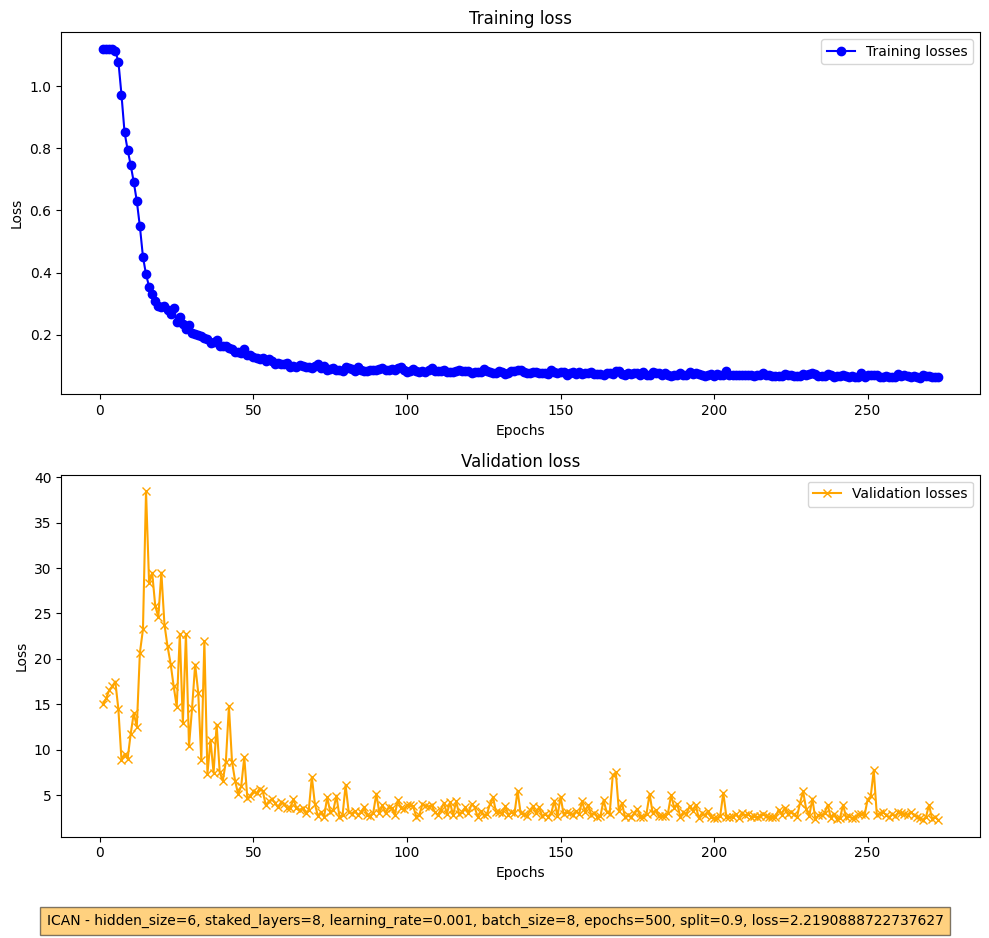 Training loss
Training losses
1.0
0.8
0.6
0.4
0.2
Loss
0 50 100 150 200 250
Epochs
Validation loss
Validation losses
40
35
30
25
20
15
10
5
Loss
0 50 100 150 200 250
Epochs
ICAN - hidden_size=6, staked_layers=8, learning_rate=0.001, batch_size=8, epochs=500, split=0.9, loss=2.2190888722737627